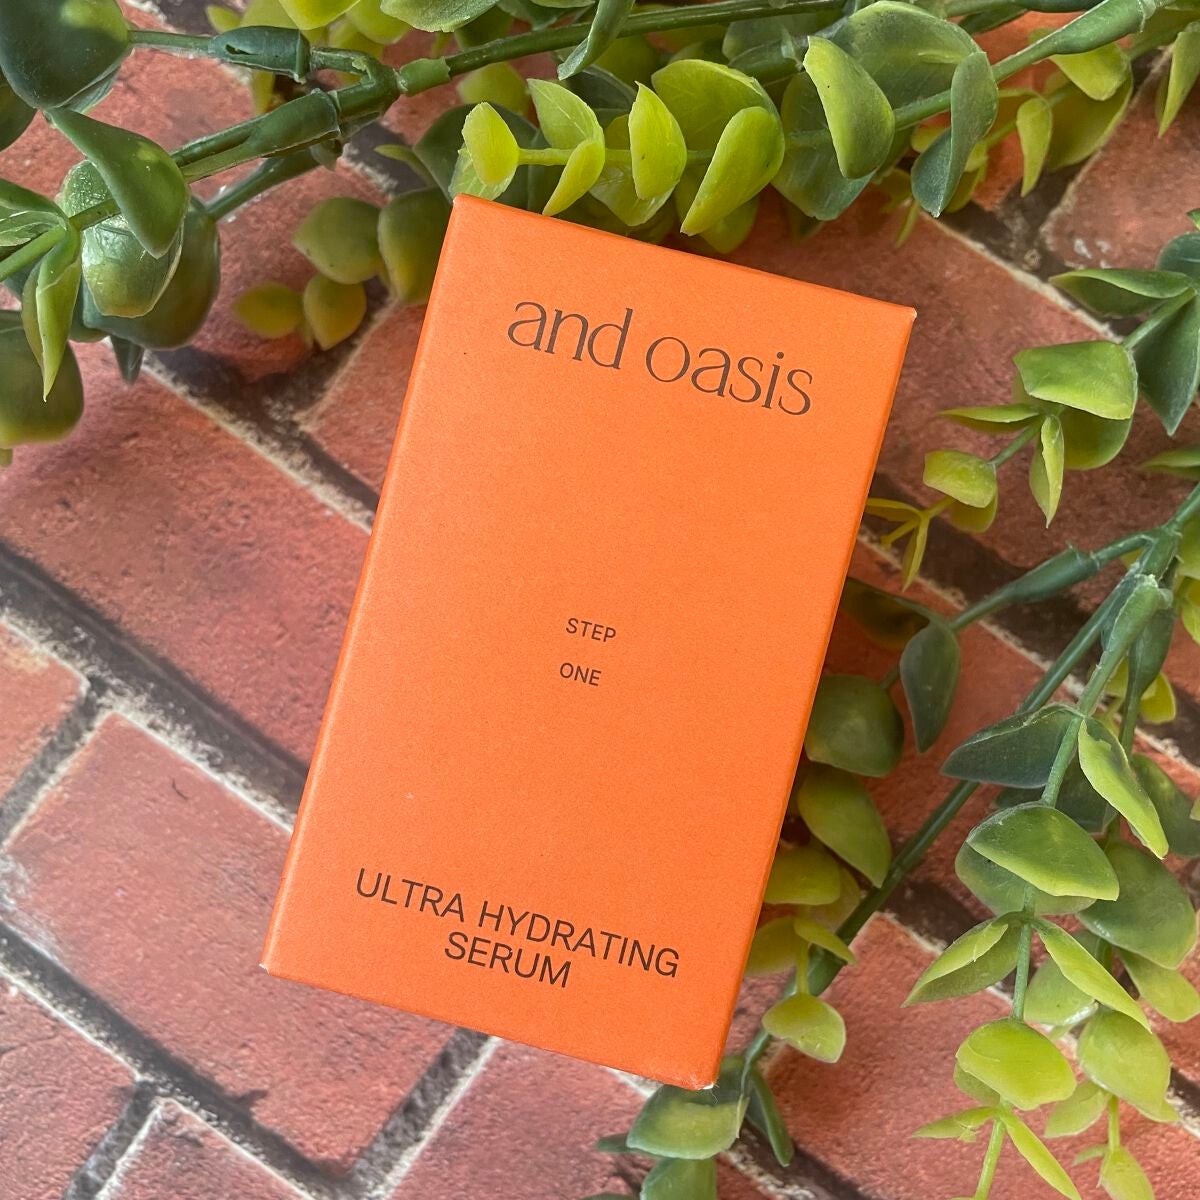 and oasis
STEP
ONE
ULTRA HYDRATING
SERUM